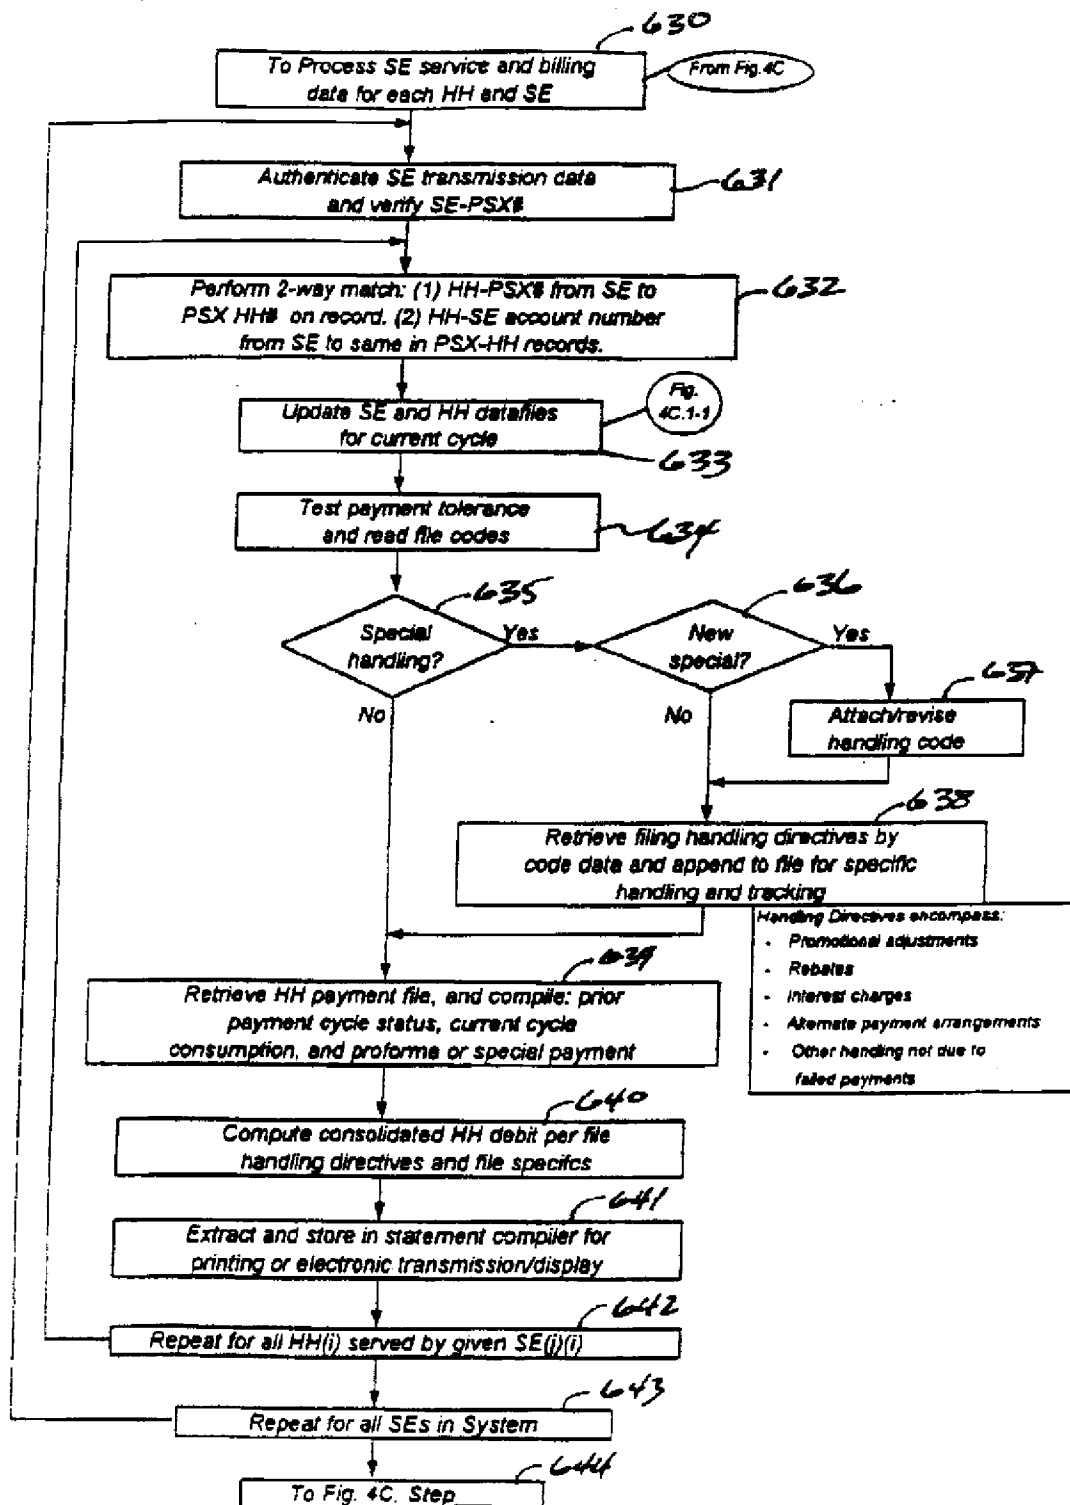 630
To Process SE service and billing
data for each HH and SE
From Fig. 4C
Authenticate SE transmission data
and verify SE-PSX#
631
Perform 2-way match: (1) HH-PSX# from SE to
PSX HH# on record. (2) HH-SE account number
from SE to same in PSX-HH records.
632
Fig.
4C.1-1
Update SE and HH datafiles
for current cycle
633
Test payment tolerance
and read file codes
634
635
Special
handling?
Yes
No
636
New
special?
Yes
No
637
Attach/revise
handling code
638
Retrieve filing handling directives by
code data and append to file for specific
handling and tracking
Handling Directives encompass:
- Promotional adjustments
- Rebates
- Interest charges
- Alternate payment arrangements
- Other handling not due to
failed payments
639
Retrieve HH payment file, and compile: prior
payment cycle status, current cycle
consumption, and proforme or special payment
640
Compute consolidated HH debit per file
handling directives and file specifcs
641
Extract and store in statement compiler for
printing or electronic transmission/display
642
Repeat for all HH(i) served by given SE(j)(i)
643
Repeat for all SEs in System
644
To Fig. 4C, Step